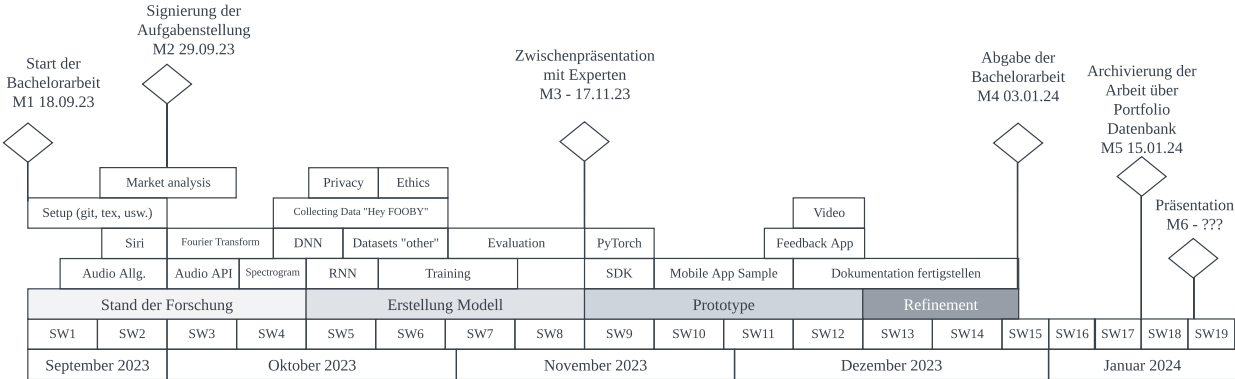 Signierung der
Aufgabenstellung
M2 29.09.23
Start der
Bachelorarbeit
M1 18.09.23
Zwischenpräsentation
mit Experten
M3 - 17.11.23
Abgabe der
Bachelorarbeit
M4 03.01.24
Archivierung der
Arbeit über
Portfolio
Datenbank
M5 15.01.24
Präsentation
M6 - ???
Market analysis
Privacy
Ethics
Setup (git, tex, usw.)
Collecting Data "Hey FOOBY"
Video
Siri
Fourier Transform
DNN
Datasets "other"
Evaluation
PyTorch
Feedback App
Audio Allg.
Audio API
Spectrogram
RNN
Training
SDK
Mobile App Sample
Dokumentation fertigstellen
Stand der Forschung
Erstellung Modell
Prototype
Refinement
SW1
SW2
SW3
SW4
SW5
SW6
SW7
SW8
SW9
SW10
SW11
SW12
SW13
SW14
SW15
SW16
SW17
SW18
SW19
September 2023
Oktober 2023
November 2023
Dezember 2023
Januar 2024